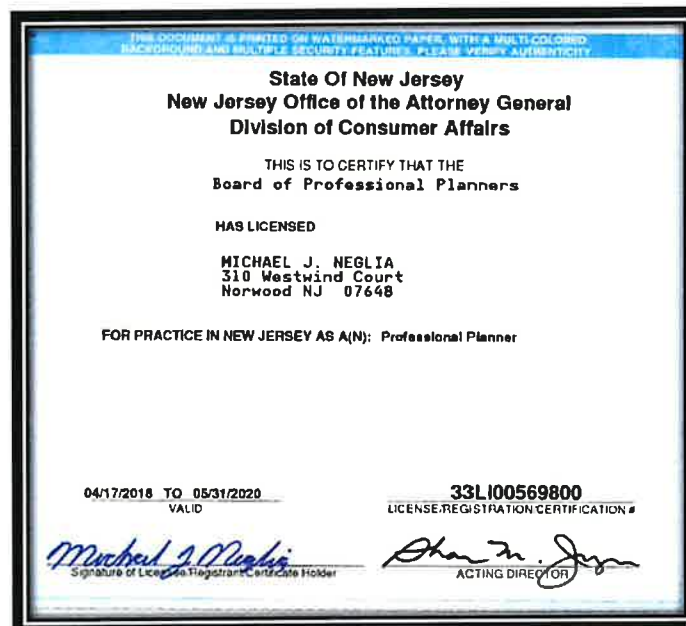 THIS DOCUMENT IS PRINTED ON WATERMARKED PAPER, WITH A MULTI-COLORED
BACKGROUND AND MULTIPLE SECURITY FEATURES. PLEASE VERIFY AUTHENTICITY
State Of New Jersey
New Jersey Office of the Attorney General
Division of Consumer Affairs
THIS IS TO CERTIFY THAT THE
Board of Professional Planners
HAS LICENSED
MICHAEL J. NEGLIA
310 Westwind Court
Norwood NJ 07648
FOR PRACTICE IN NEW JERSEY AS A(N): Professional Planner
04/17/2018 TO 05/31/2020
VALID
33LI00569800
LICENSE/REGISTRATION/CERTIFICATION #
Michael J Neglia
Signature of Licensee/Registrant/Certificate Holder
ACTING DIRECTOR